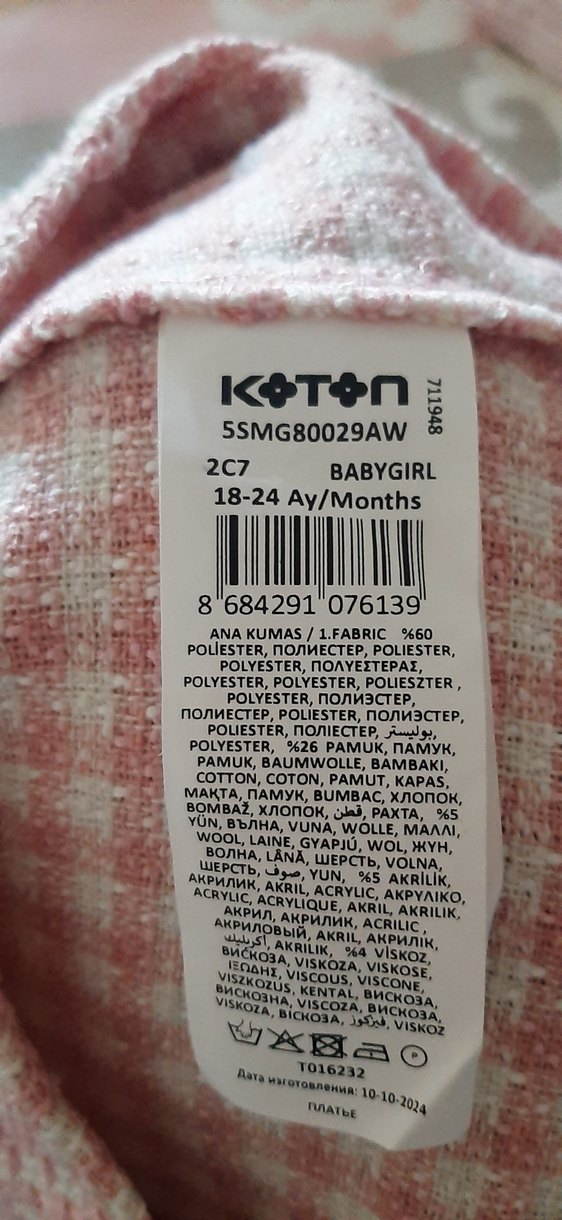 KOTON
711948
5SMG80029AW
2C7 BABYGIRL
18-24 Ay/Months
8 684291 076139
ANA KUMAS / 1.FABRIC %60
POLİESTER, ПОЛИЕСТЕР, POLIESTER,
POLYESTER, ΠΟΛΥΕΣΤΕΡΑΣ,
POLYESTER, POLYESTER, POLIESZTER ,
POLYESTER, ПОЛИЭСТЕР,
ПОЛИЕСТЕР, POLIESTER, ПОЛИЭСТЕР,
POLIESTER, ПОЛІЕСТЕР, بوليستر,
POLYESTER, %26 PAMUK, ПАМУК,
PAMUK, BAUMWOLLE, BAMBAKI,
COTTON, COTON, PAMUT, KAPAS,
МАҚТА, ПАМУК, BUMBAC, ХЛОПОК,
BOMBAŽ, ХЛОПОК, قطن, PAXTA, %5
YÜN, ВЪЛНА, VUNA, WOLLE, ΜΑΛΛΙ,
WOOL, LAINE, GYAPJÚ, WOL, ЖҮН,
ВОЛНА, LÂNĂ, ШЕРСТЬ, VOLNA,
ШЕРСТЬ, صوف, YUN, %5 AKRİLİK,
АКРИЛИК, AKRIL, ACRYLIC, ΑΚΡΥΛΙΚΟ,
ACRYLIC, ACRYLIQUE, AKRIL, AKRILIK,
АКРИЛ, АКРИЛИК, ACRILIC ,
АКРИЛОВЫЙ, AKRIL, АКРИЛІК,
أكريليك, AKRILIK, %4 VİSKOZ,
ВИСКОЗА, VISKOZA, VISKOSE,
ΙΞΩΔΗΣ, VISCOUS, VISCONE,
VISZKOZUS, KENTAL, ВИСКОЗА,
ВИСКОЗНА, VISCOZA, ВИСКОЗА,
VISKOZA, ВІСКОЗА, فيزكوز, VISKOZ
P
T016232
Дата изготовления: 10-10-2024
ПЛАТЬЕ